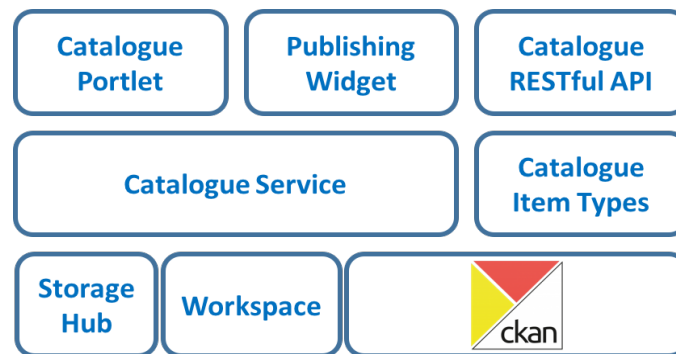 Catalogue
Portlet
Publishing
Widget
Catalogue
RESTful API
Catalogue Service
Catalogue
Item Types
Storage
Hub
Workspace
ckan